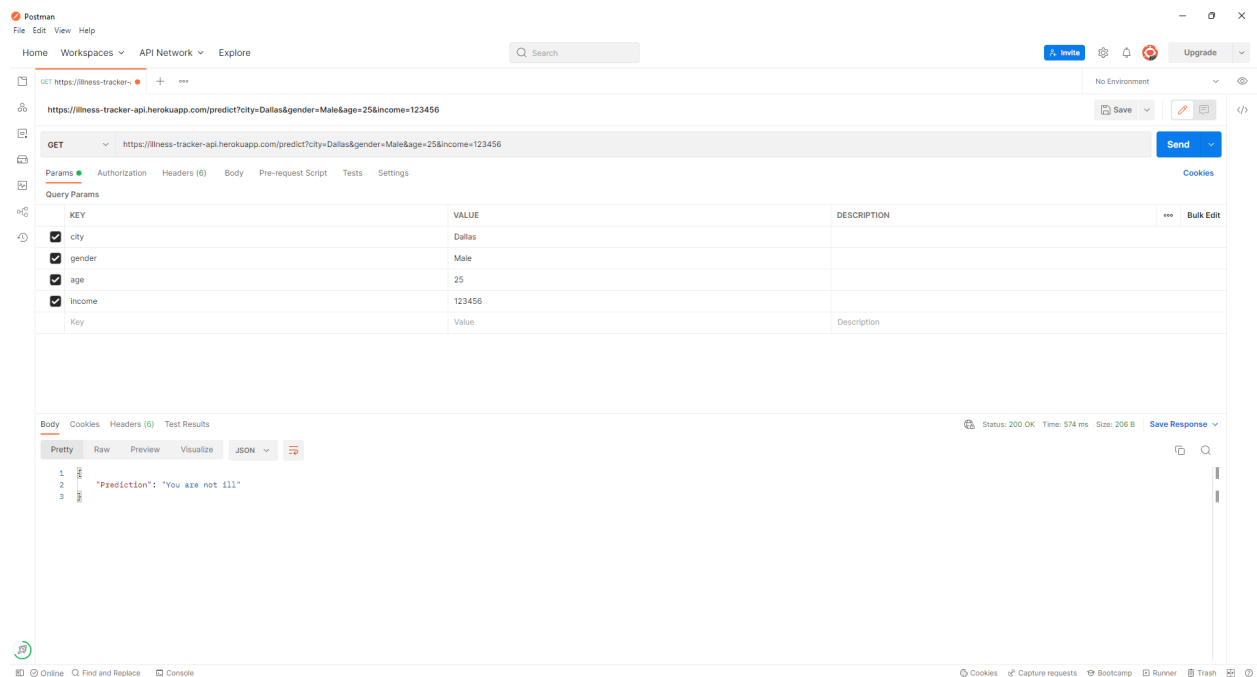 Postman
File Edit View Help
Home Workspaces API Network Explore
Search
Invite
Upgrade
GET https://illness-tracker-
No Environment
https://illness-tracker-api.herokuapp.com/predict?city=Dallas&gender=Male&age=25&income=123456
Save
GET
https://illness-tracker-api.herokuapp.com/predict?city=Dallas&gender=Male&age=25&income=123456
Send
Params Authorization Headers (6) Body Pre-request Script Tests Settings
Cookies
Query Params
KEY VALUE DESCRIPTION
Bulk Edit
city Dallas
gender Male
age 25
income 123456
Key Value Description
Body Cookies Headers (6) Test Results
Status: 200 OK Time: 574 ms Size: 206 B Save Response
Pretty Raw Preview Visualize JSON
1 {
2 "Prediction": "You are not ill"
3 }
Online Find and Replace Console
Cookies Capture requests Bootcamp Runner Trash